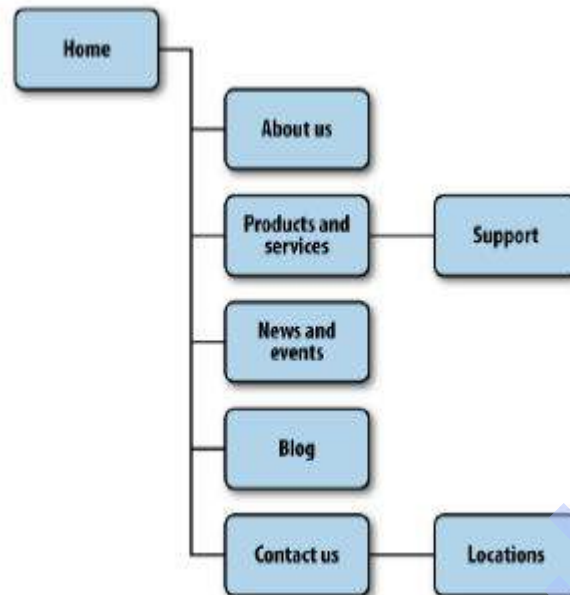 Home
About us
Products and
services
Support
News and
events
Blog
Contact us
Locations